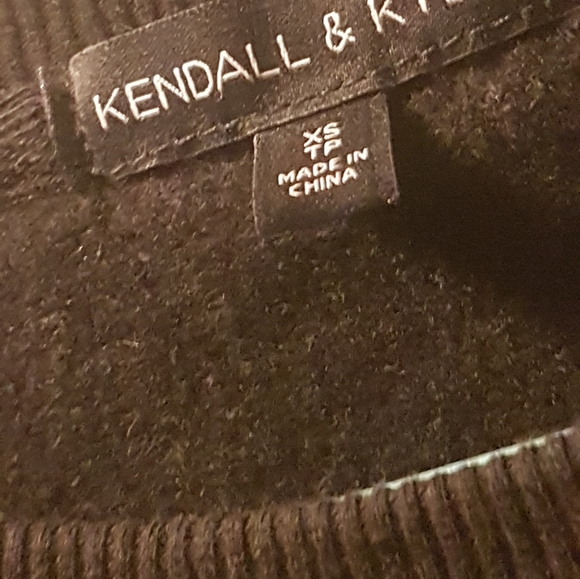 KENDALL &
XS
TP
MADE IN
CHINA